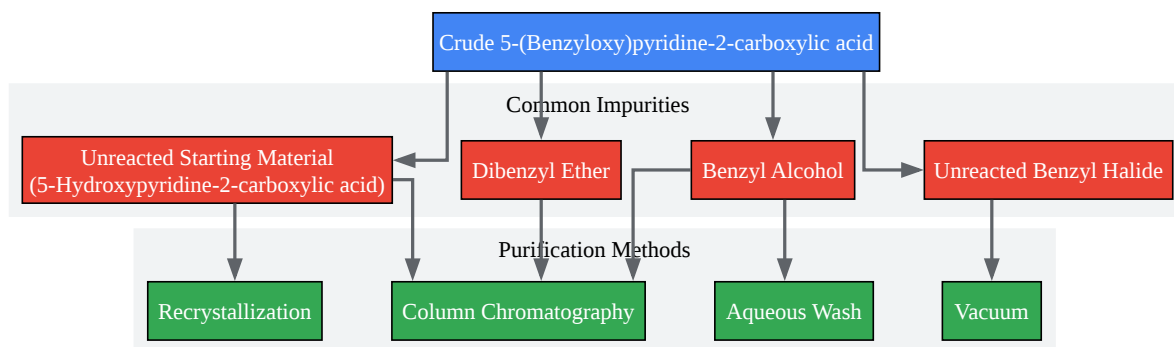 Crude 5-(Benzyloxy)pyridine-2-carboxylic acid
Common Impurities
Unreacted Starting Material
(5-Hydroxypyridine-2-carboxylic acid)
Dibenzyl Ether
Benzyl Alcohol
Unreacted Benzyl Halide
Purification Methods
Recrystallization
Column Chromatography
Aqueous Wash
Vacuum